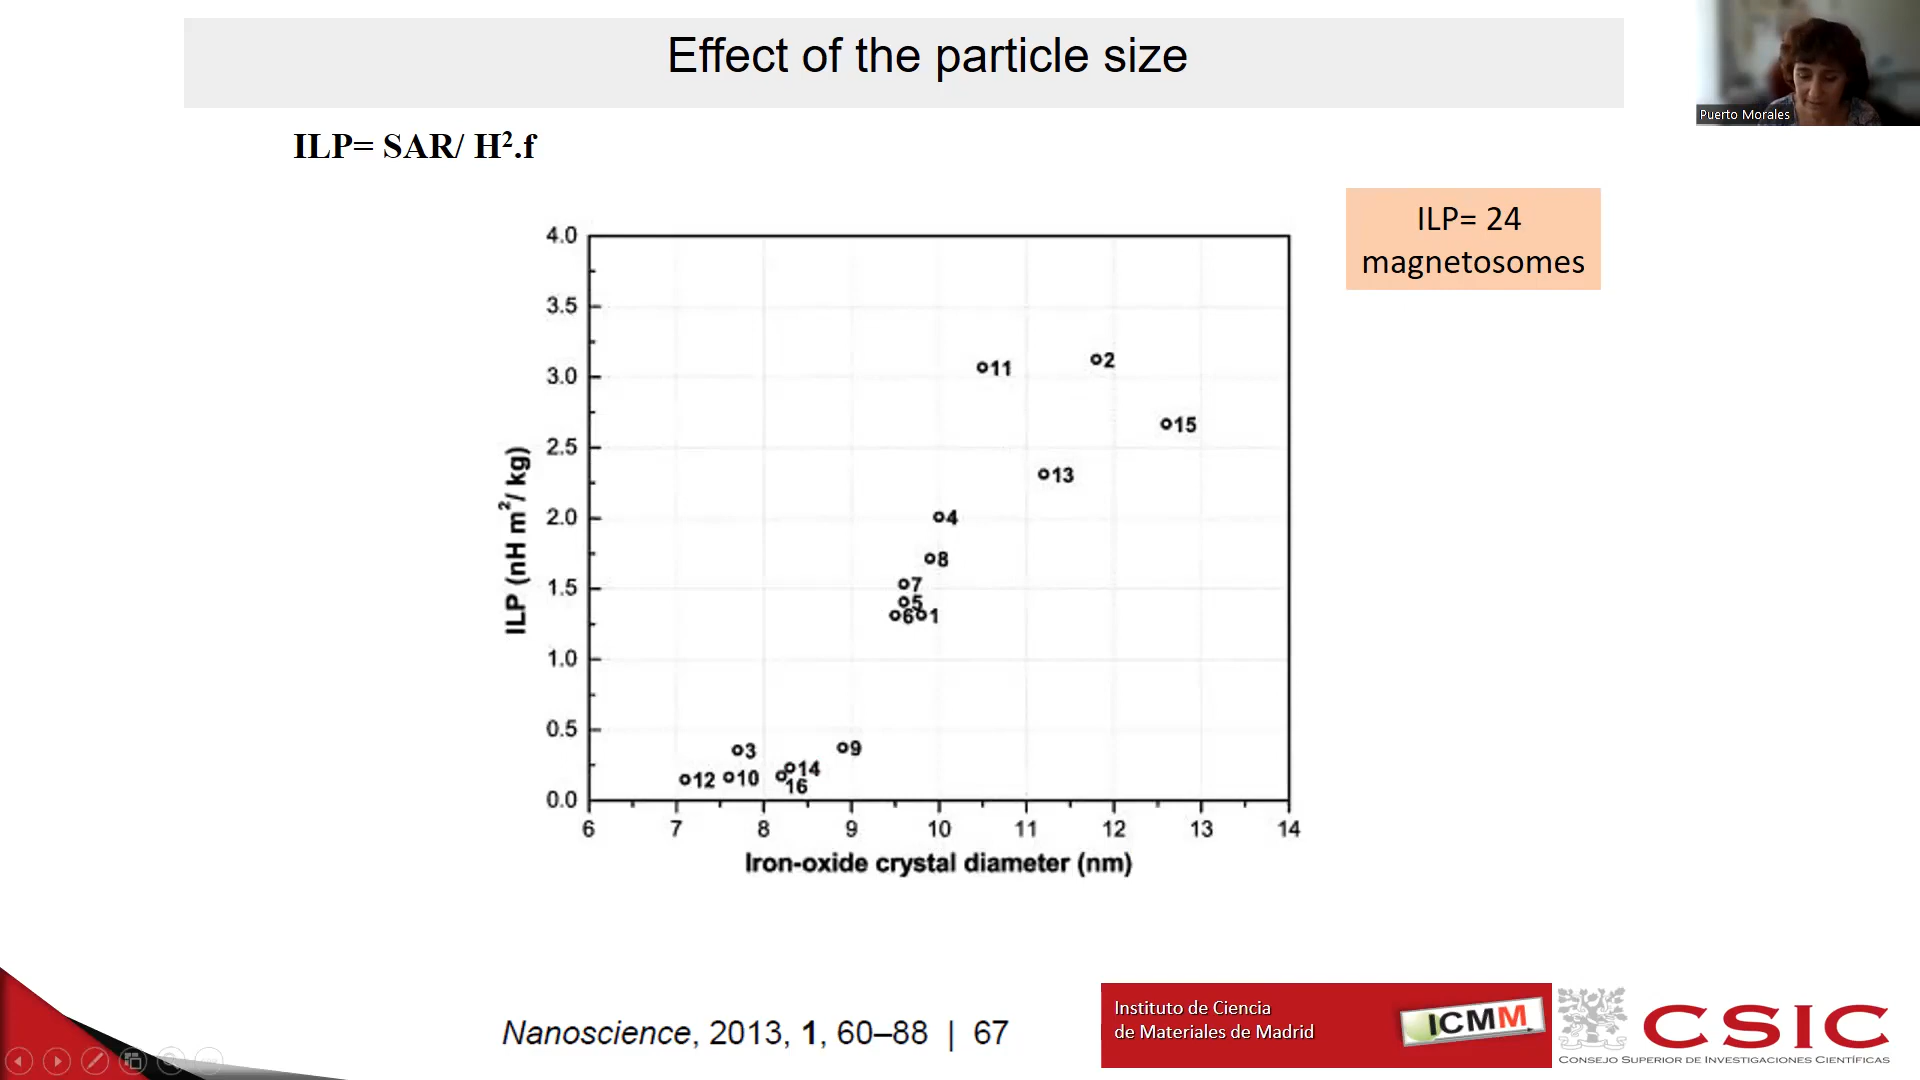 Effect of the particle size
Puerto Morales
ILP= SAR/ H².f
ILP= 24
magnetosomes
4.0
3.5
3.0
2.5
2.0
1.5
1.0
0.5
0.0
ILP (nH m²/ kg)
11
2
15
13
4
8
7
5
6
1
3
9
12
10
14
16
6 7 8 9 10 11 12 13 14
Iron-oxide crystal diameter (nm)
Nanoscience, 2013, 1, 60–88 | 67
Instituto de Ciencia
de Materiales de Madrid
ICMM
CSIC
CONSEJO SUPERIOR DE INVESTIGACIONES CIENTÍFICAS